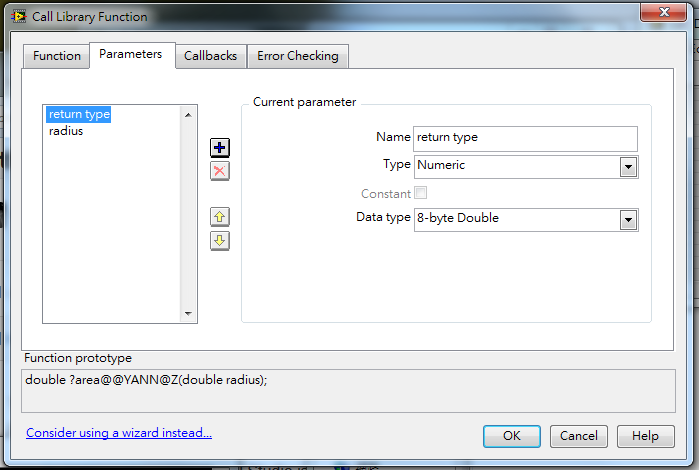 Call Library Function
Function Parameters Callbacks Error Checking
return type
radius
Current parameter
Name return type
Type Numeric
Constant
Data type 8-byte Double
Function prototype
double ?area@@YANN@Z(double radius);
Consider using a wizard instead...
OK Cancel Help